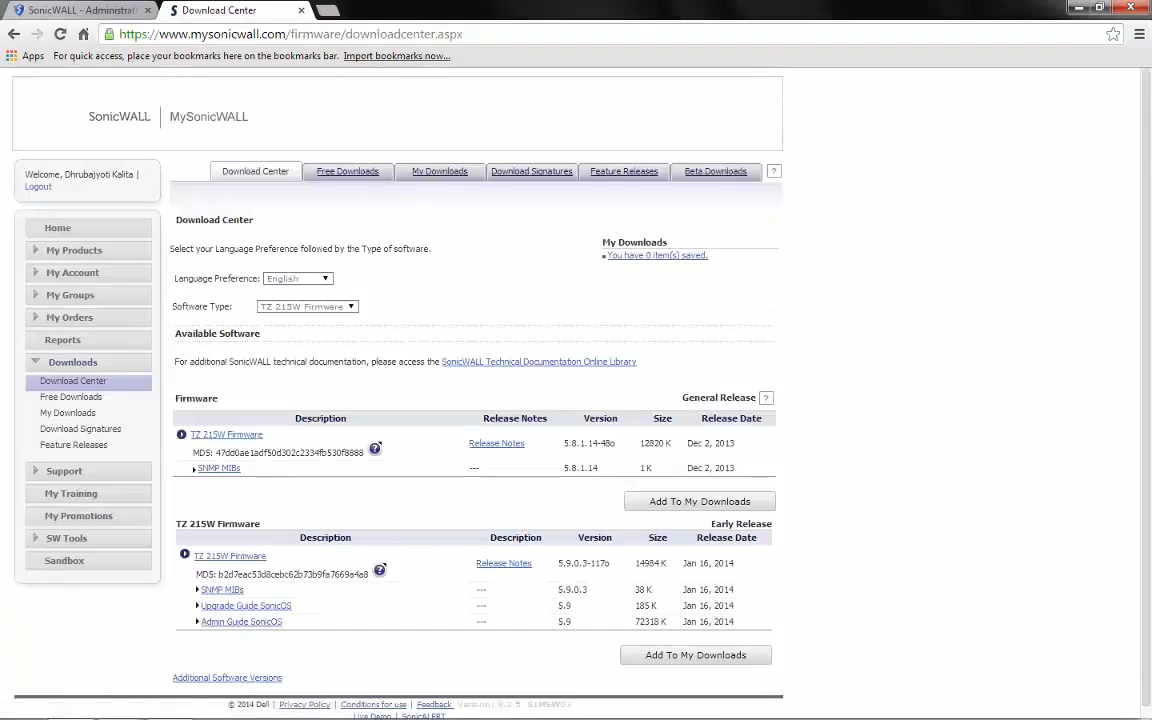 SonicWALL - Administrat
Download Center
https://www.mysonicwall.com/firmware/downloadcenter.aspx
Apps For quick access, place your bookmarks here on the bookmarks bar. Import bookmarks now...
SonicWALL | MySonicWALL
Welcome, Dhrubajyoti Kalita |
Logout
Home
My Products
My Account
My Groups
My Orders
Reports
Downloads
Download Center
Free Downloads
My Downloads
Download Signatures
Feature Releases
Support
My Training
My Promotions
SW Tools
Sandbox
Download Center Free Downloads My Downloads Download Signatures Feature Releases Beta Downloads ?
Download Center
Select your Language Preference followed by the Type of software.
My Downloads
You have 0 item(s) saved.
Language Preference: English
Software Type: TZ 215W Firmware
Available Software
For additional SonicWALL technical documentation, please access the SonicWALL Technical Documentation Online Library
Firmware General Release ?
Description Release Notes Version Size Release Date
TZ 215W Firmware
MD5: 47dd0ae1adf50d302c2334fb530f8888 ? Release Notes 5.8.1.14-48o 12820 K Dec 2, 2013
SNMP MIBs --- 5.8.1.14 1 K Dec 2, 2013
Add To My Downloads
TZ 215W Firmware Early Release
Description Description Version Size Release Date
TZ 215W Firmware
MD5: b2d7eac53d8cebc62b73b9fa7669a4a8 ? Release Notes 5.9.0.3-117o 14984 K Jan 16, 2014
SNMP MIBs --- 5.9.0.3 38 K Jan 16, 2014
Upgrade Guide SonicOS --- 5.9 185 K Jan 16, 2014
Admin Guide SonicOS --- 5.9 72318 K Jan 16, 2014
Add To My Downloads
Additional Software Versions
© 2014 Dell | Privacy Policy | Conditions for use | Feedback Version: 8.2.5 S1M5W03
Live Demo | SonicALERT